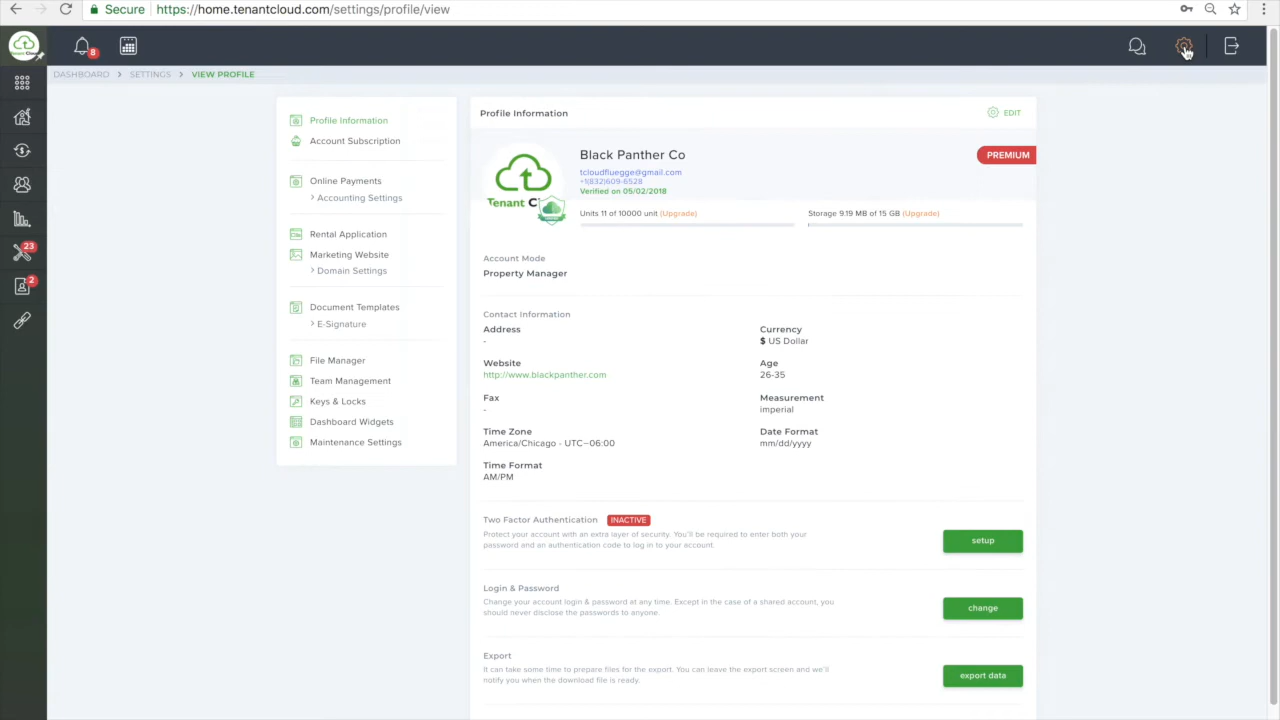 Secure https://home.tenantcloud.com/settings/profile/view
8
DASHBOARD > SETTINGS > VIEW PROFILE
23
2
Profile Information
Account Subscription
Online Payments
> Accounting Settings
Rental Application
Marketing Website
> Domain Settings
Document Templates
> E-Signature
File Manager
Team Management
Keys & Locks
Dashboard Widgets
Maintenance Settings
Profile Information
EDIT
Tenant C
Black Panther Co
PREMIUM
tcloudfluegge@gmail.com
+1(832)609-6528
Verified on 05/02/2018
Units 11 of 10000 unit (Upgrade)
Storage 9.19 MB of 15 GB (Upgrade)
Account Mode
Property Manager
Contact Information
Address
-
Currency
$ US Dollar
Website
http://www.blackpanther.com
Age
26-35
Fax
-
Measurement
imperial
Time Zone
America/Chicago - UTC−06:00
Date Format
mm/dd/yyyy
Time Format
AM/PM
Two Factor Authentication INACTIVE
Protect your account with an extra layer of security. You'll be required to enter both your
password and an authentication code to log in to your account.
setup
Login & Password
Change your account login & password at any time. Except in the case of a shared account, you
should never disclose the passwords to anyone.
change
Export
It can take some time to prepare files for the export. You can leave the export screen and we'll
notify you when the download file is ready.
export data